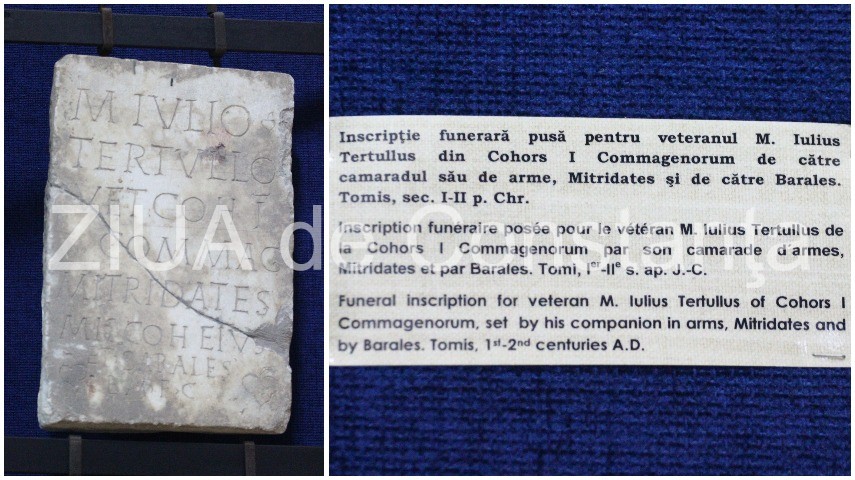 M IVLIO
TERTVLLO
VET COH I
COMMAG
MITRIDATES
MIL COH EIVS
BARALES
Inscripţie funerară pusă pentru veteranul M. Iulius
Tertullus din Cohors I Commagenorum de către
camaradul său de arme, Mitridates şi de către Barales.
Tomis, sec. I-II p. Chr.
Inscription funéraire posée pour le vétéran M. Iulius Tertullus de
la Cohors I Commagenorum par son camarade d'armes,
Mitridates et par Barales. Tomi, Ier-IIe s. ap. J.-C.
Funeral inscription for veteran M. Iulius Tertullus of Cohors I
Commagenorum, set by his companion in arms, Mitridates and
by Barales. Tomis, 1st-2nd centuries A.D.
ZIUA de Constanţa